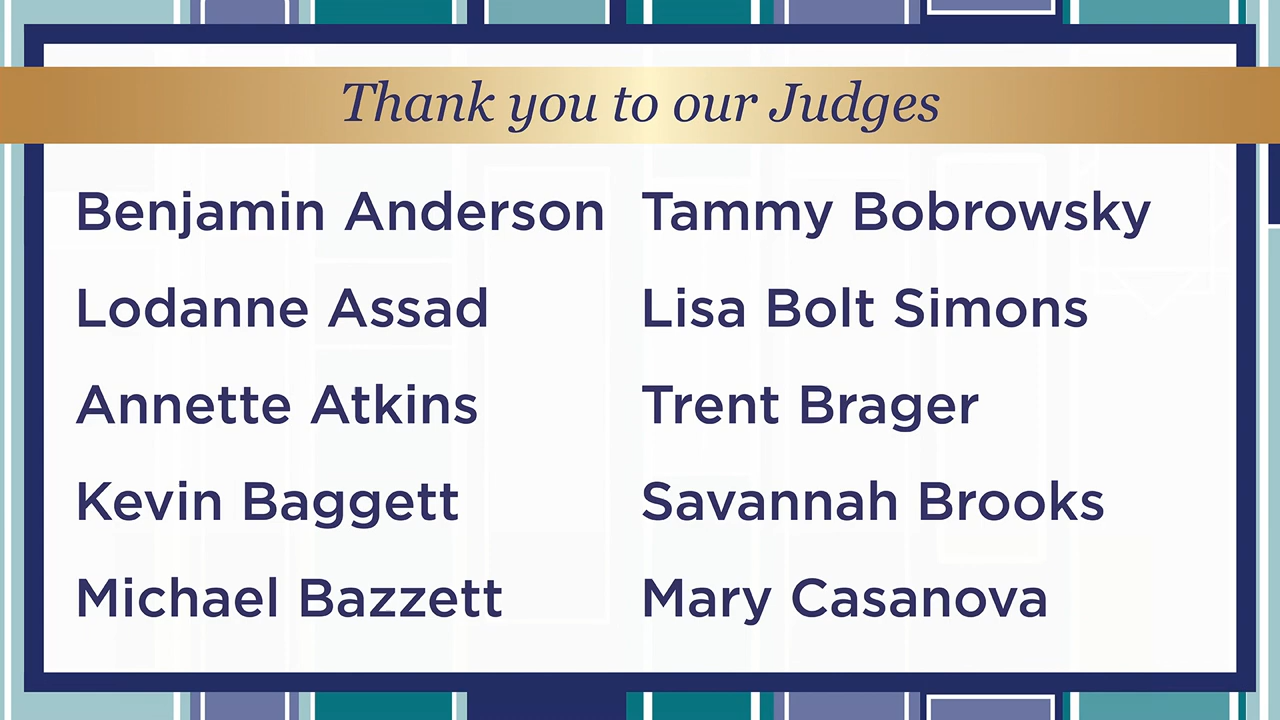 Thank you to our Judges
Benjamin Anderson
Lodanne Assad
Annette Atkins
Kevin Baggett
Michael Bazzett
Tammy Bobrowsky
Lisa Bolt Simons
Trent Brager
Savannah Brooks
Mary Casanova